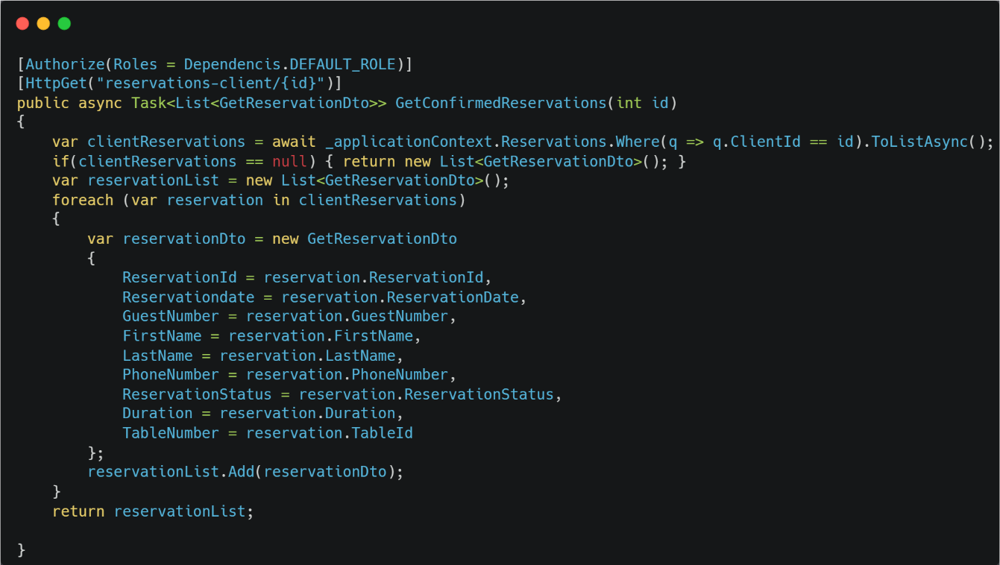 [Authorize(Roles = Dependencis.DEFAULT_ROLE)]
[HttpGet("reservations-client/{id}")]
public async Task<List<GetReservationDto>> GetConfirmedReservations(int id)
{
    var clientReservations = await _applicationContext.Reservations.Where(q => q.ClientId == id).ToListAsync();
    if(clientReservations == null) { return new List<GetReservationDto>(); }
    var reservationList = new List<GetReservationDto>();
    foreach (var reservation in clientReservations)
    {
        var reservationDto = new GetReservationDto
        {
            ReservationId = reservation.ReservationId,
            Reservationdate = reservation.ReservationDate,
            GuestNumber = reservation.GuestNumber,
            FirstName = reservation.FirstName,
            LastName = reservation.LastName,
            PhoneNumber = reservation.PhoneNumber,
            ReservationStatus = reservation.ReservationStatus,
            Duration = reservation.Duration,
            TableNumber = reservation.TableId
        };
        reservationList.Add(reservationDto);
    }
    return reservationList;
}